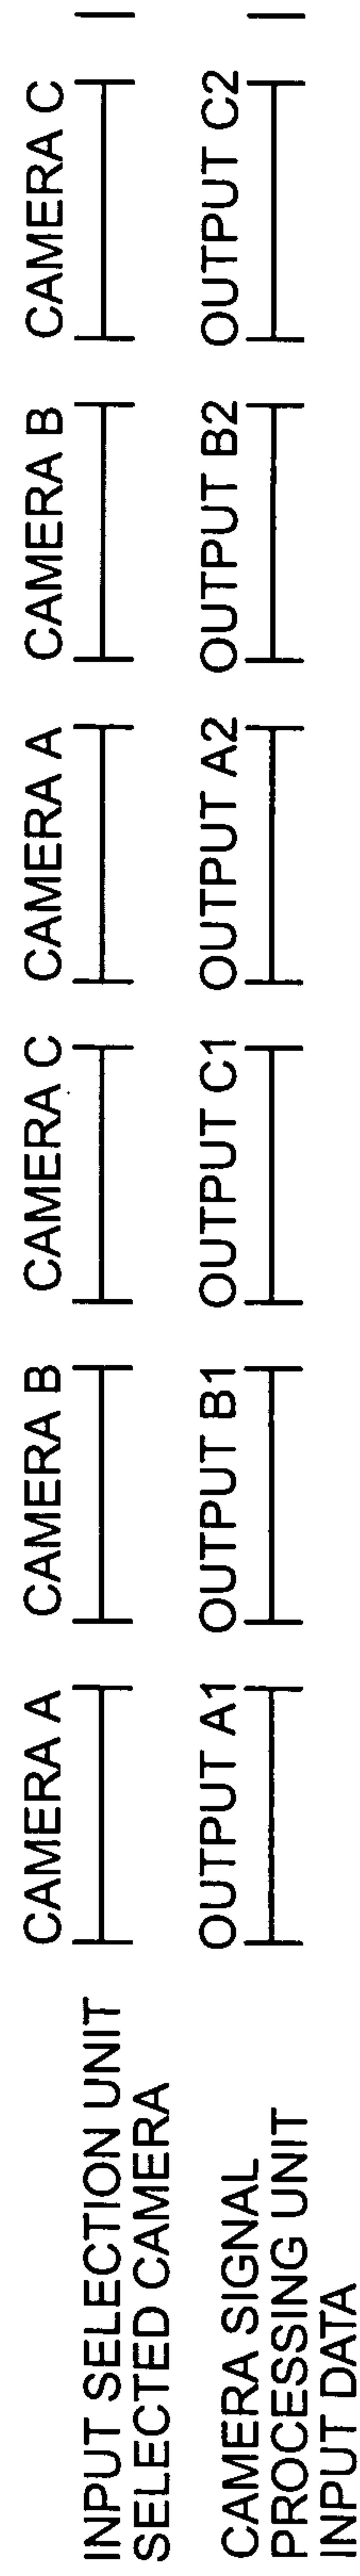 CAMERA A CAMERA B CAMERA C CAMERA A CAMERA B CAMERA C
INPUT SELECTION UNIT
SELECTED CAMERA
OUTPUT A1 OUTPUT B1 OUTPUT C1 OUTPUT A2 OUTPUT B2 OUTPUT C2
CAMERA SIGNAL
PROCESSING UNIT
INPUT DATA